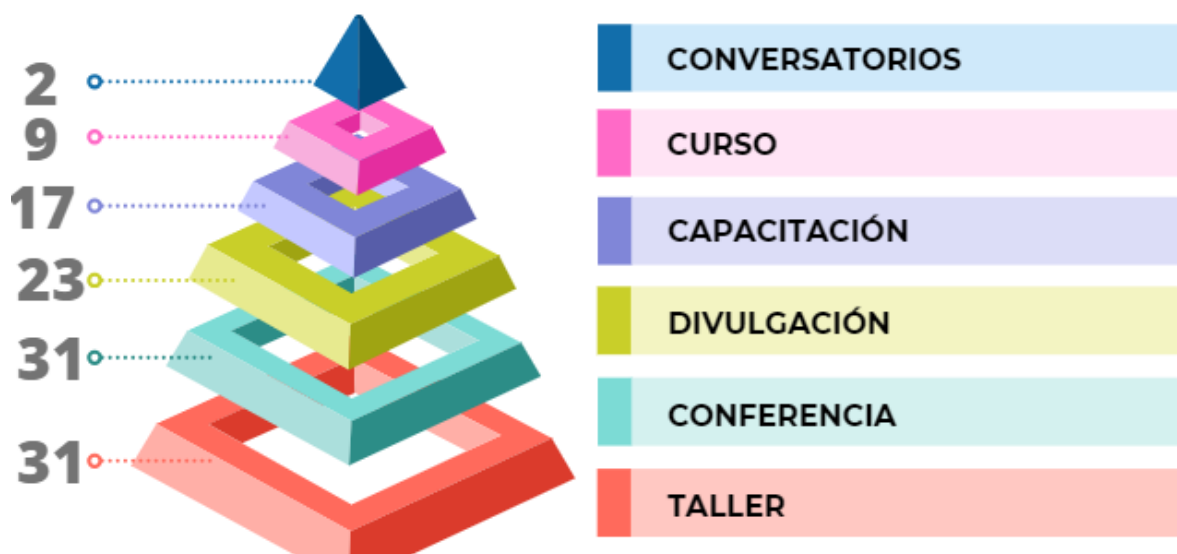 2
CONVERSATORIOS
9
CURSO
17
CAPACITACIÓN
23
DIVULGACIÓN
31
CONFERENCIA
31
TALLER